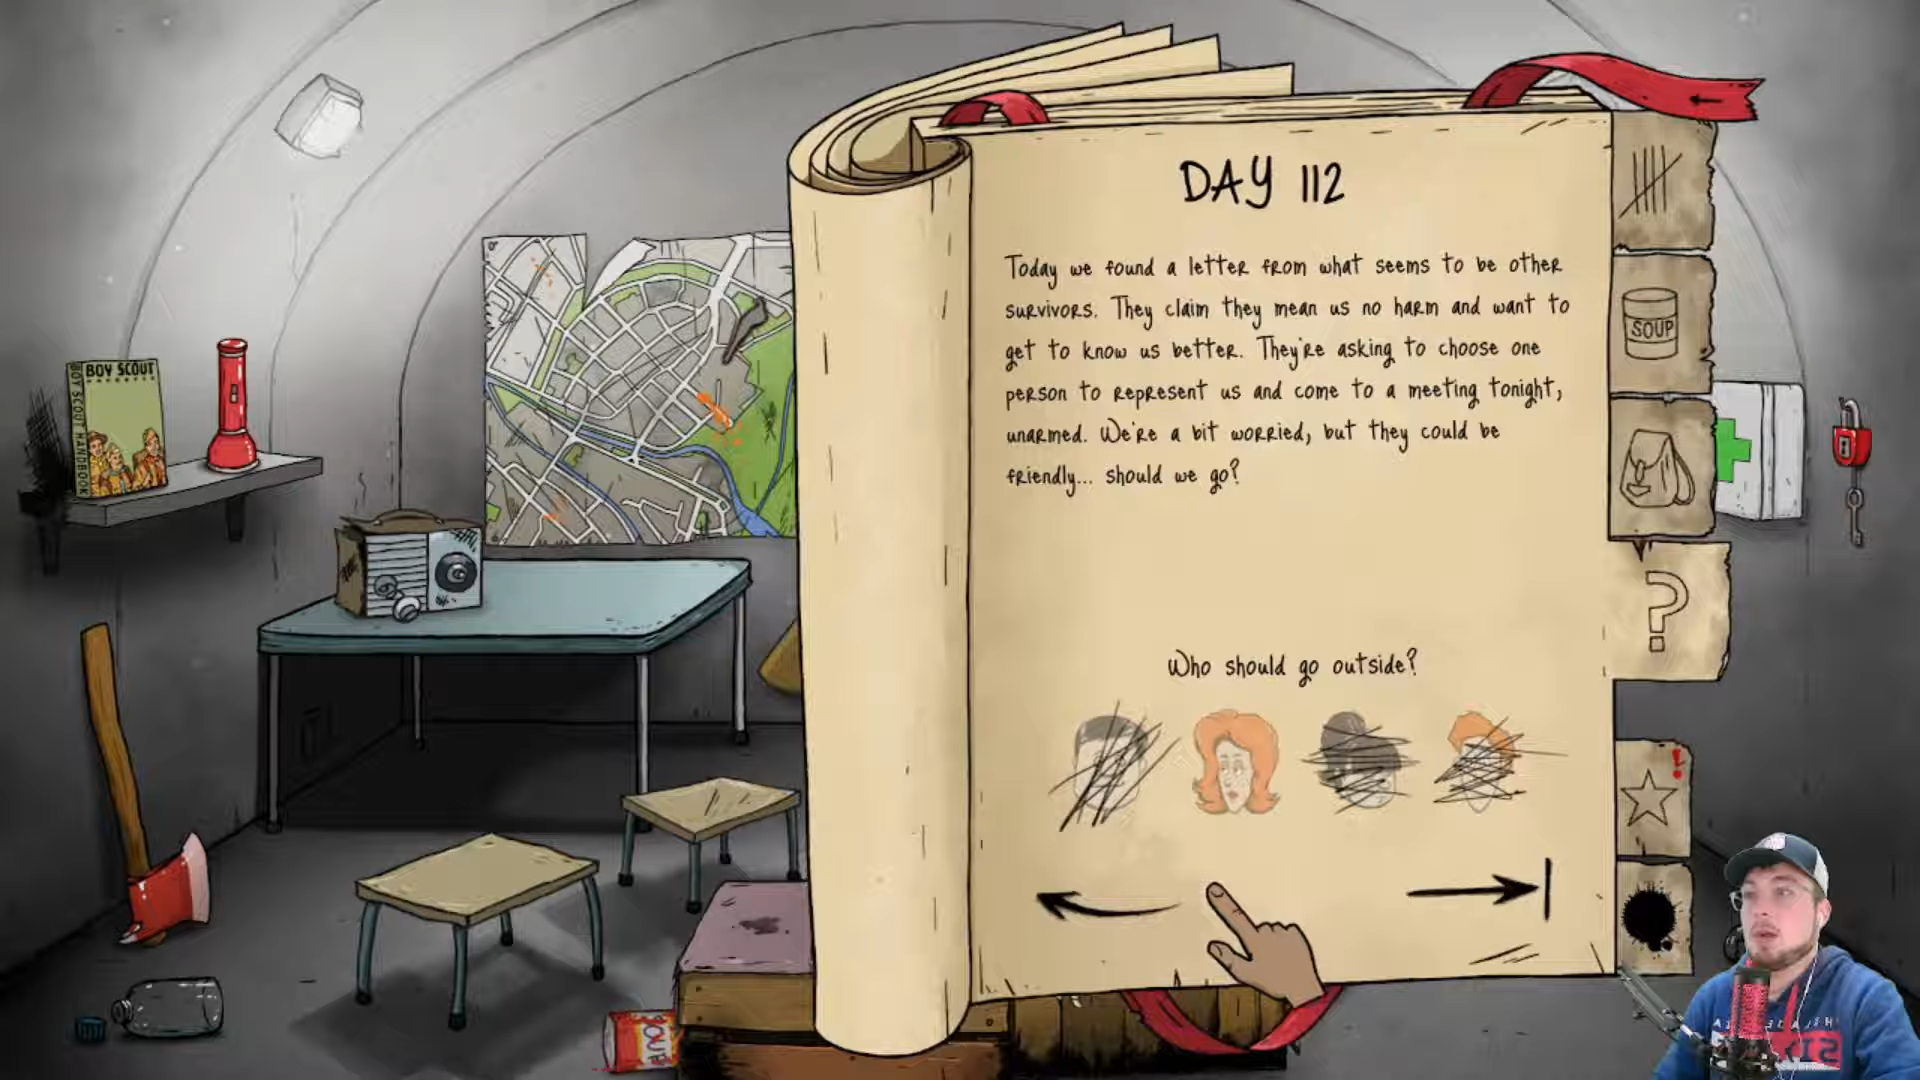 DAY 112
Today we found a letter from what seems to be other
survivors. They claim they mean us no harm and want to
get to know us better. They're asking to choose one
person to represent us and come to a meeting tonight,
unarmed. We're a bit worried, but they could be
friendly... should we go?
Who should go outside?
BOY SCOUT
BOY SCOUT HANDBOOK
SOUP
SOUP